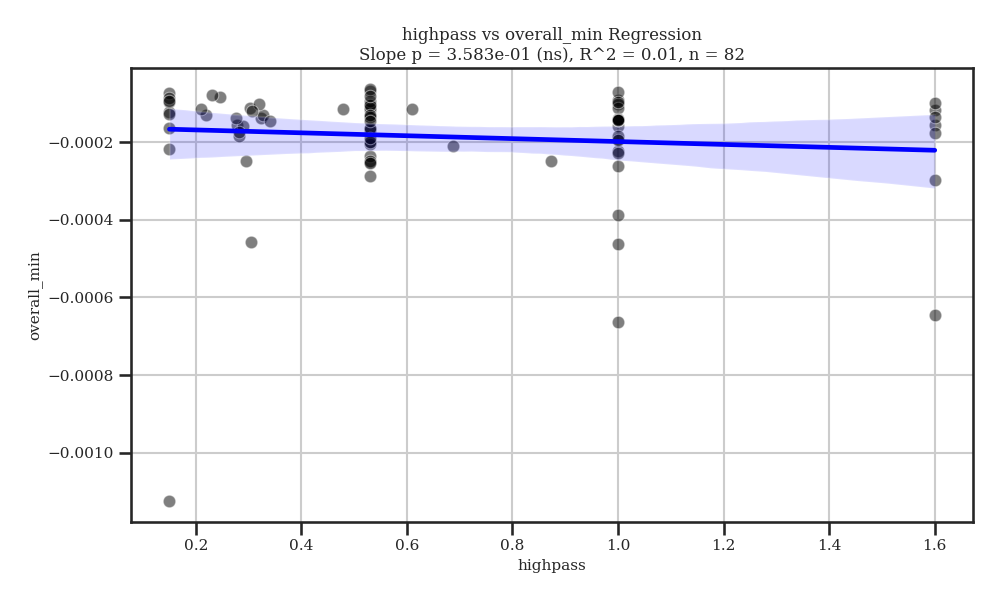 highpass vs overall_min Regression
Slope p = 3.583e-01 (ns), R^2 = 0.01, n = 82
overall_min
−0.0002
−0.0004
−0.0006
−0.0008
−0.0010
0.2 0.4 0.6 0.8 1.0 1.2 1.4 1.6
highpass